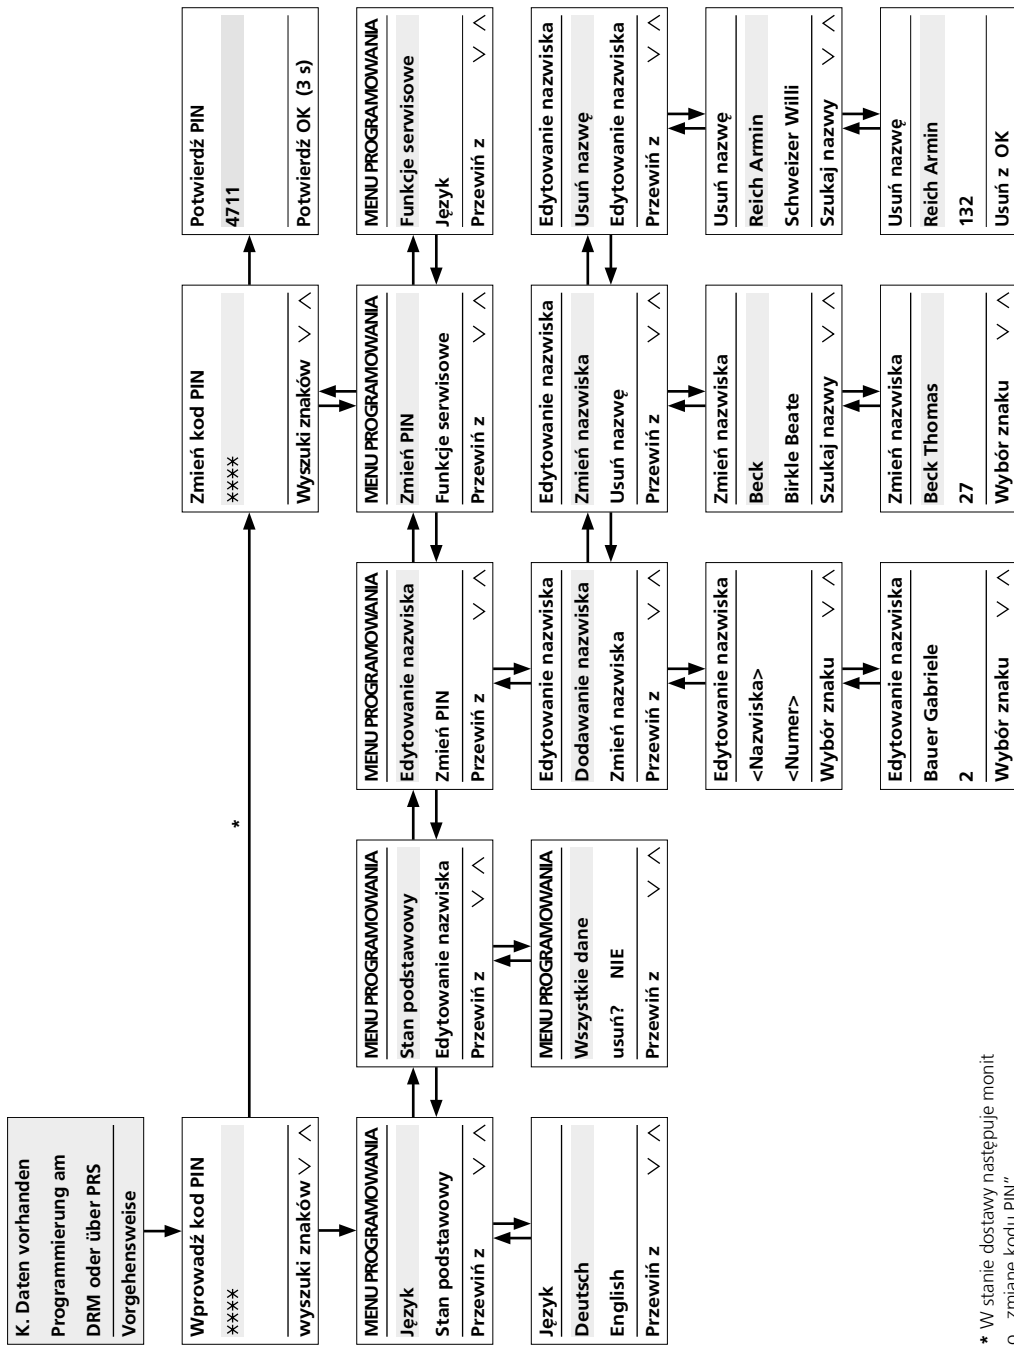 K. Daten vorhanden
Programmierung am
DRM oder über PRS
Vorgehensweise
Wprowadź kod PIN
****
wyszuki znaków
*
Zmień kod PIN
****
Wyszuki znaków
Potwierdź PIN
4711
Potwierdź OK (3 s)
MENU PROGRAMOWANIA
Język
Stan podstawowy
Przewiń z
MENU PROGRAMOWANIA
Stan podstawowy
Edytowanie nazwiska
Przewiń z
MENU PROGRAMOWANIA
Edytowanie nazwiska
Zmień PIN
Przewiń z
MENU PROGRAMOWANIA
Zmień PIN
Funkcje serwisowe
Przewiń z
MENU PROGRAMOWANIA
Funkcje serwisowe
Język
Przewiń z
Język
Deutsch
English
Przewiń z
MENU PROGRAMOWANIA
Wszystkie dane
usuń? NIE
Przewiń z
Edytowanie nazwiska
Dodawanie nazwiska
Zmień nazwiska
Przewiń z
Edytowanie nazwiska
Zmień nazwiska
Usuń nazwę
Przewiń z
Edytowanie nazwiska
Usuń nazwę
Edytowanie nazwiska
Przewiń z
Edytowanie nazwiska
<Nazwiska>
<Numer>
Wybór znaku
Zmień nazwiska
Beck
Birkle Beate
Szukaj nazwy
Usuń nazwę
Reich Armin
Schweizer Willi
Szukaj nazwy
Edytowanie nazwiska
Bauer Gabriele
2
Wybór znaku
Zmień nazwiska
Beck Thomas
27
Wybór znaku
Usuń nazwę
Reich Armin
132
Usuń z OK
* W stanie dostawy następuje monit
o „zmianę kodu PIN”